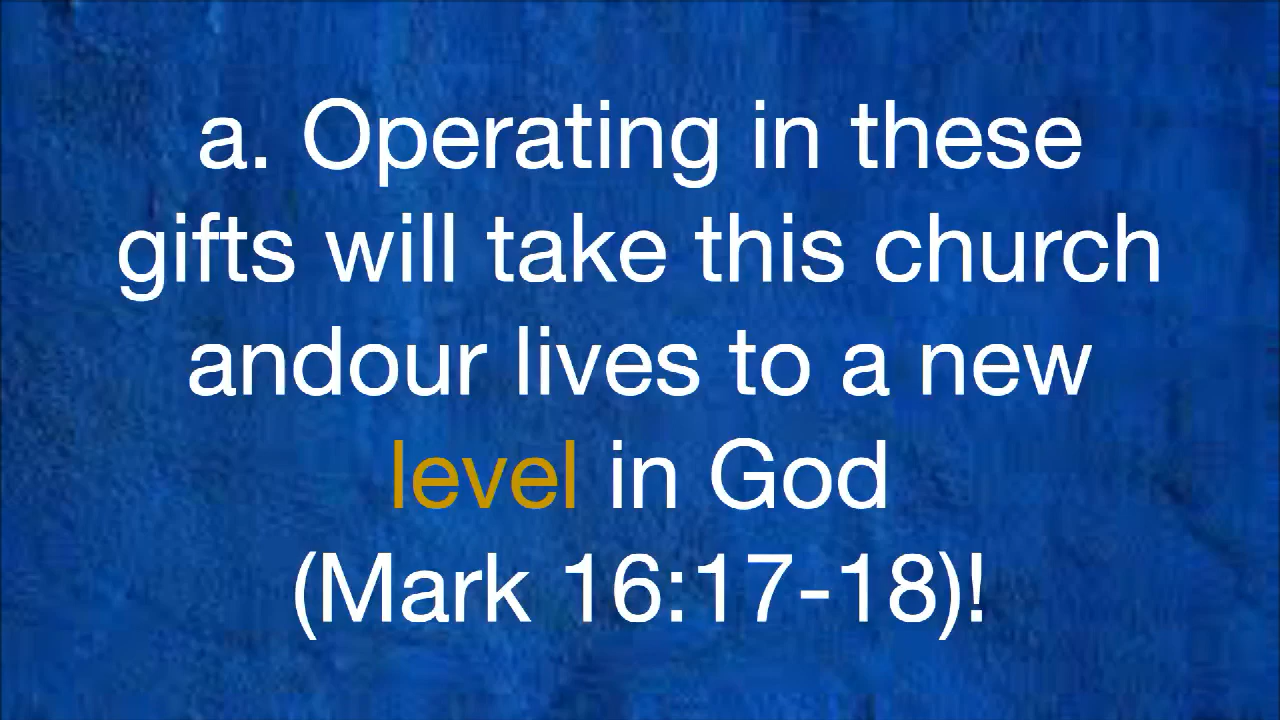 a. Operating in these
gifts will take this church
andour lives to a new
level in God
(Mark 16:17-18)!